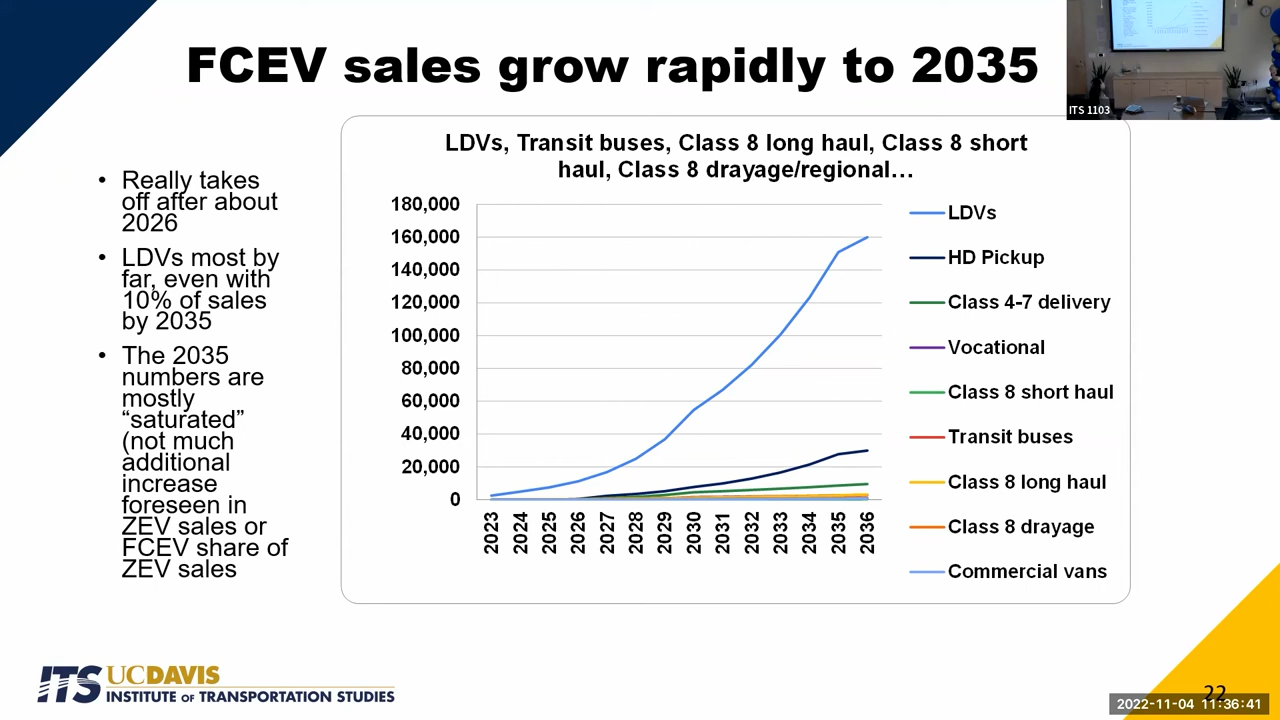 FCEV sales grow rapidly to 2035
ITS 1103
• Really takes
off after about
2026
• LDVs most by
far, even with
10% of sales
by 2035
• The 2035
numbers are
mostly
“saturated”
(not much
additional
increase
foreseen in
ZEV sales or
FCEV share of
ZEV sales
LDVs, Transit buses, Class 8 long haul, Class 8 short
haul, Class 8 drayage/regional…
180,000
160,000
140,000
120,000
100,000
80,000
60,000
40,000
20,000
0
2023
2024
2025
2026
2027
2028
2029
2030
2031
2032
2033
2034
2035
2036
LDVs
HD Pickup
Class 4-7 delivery
Vocational
Class 8 short haul
Transit buses
Class 8 long haul
Class 8 drayage
Commercial vans
ITS UCDAVIS
INSTITUTE OF TRANSPORTATION STUDIES
22
2022-11-04 11:36:41